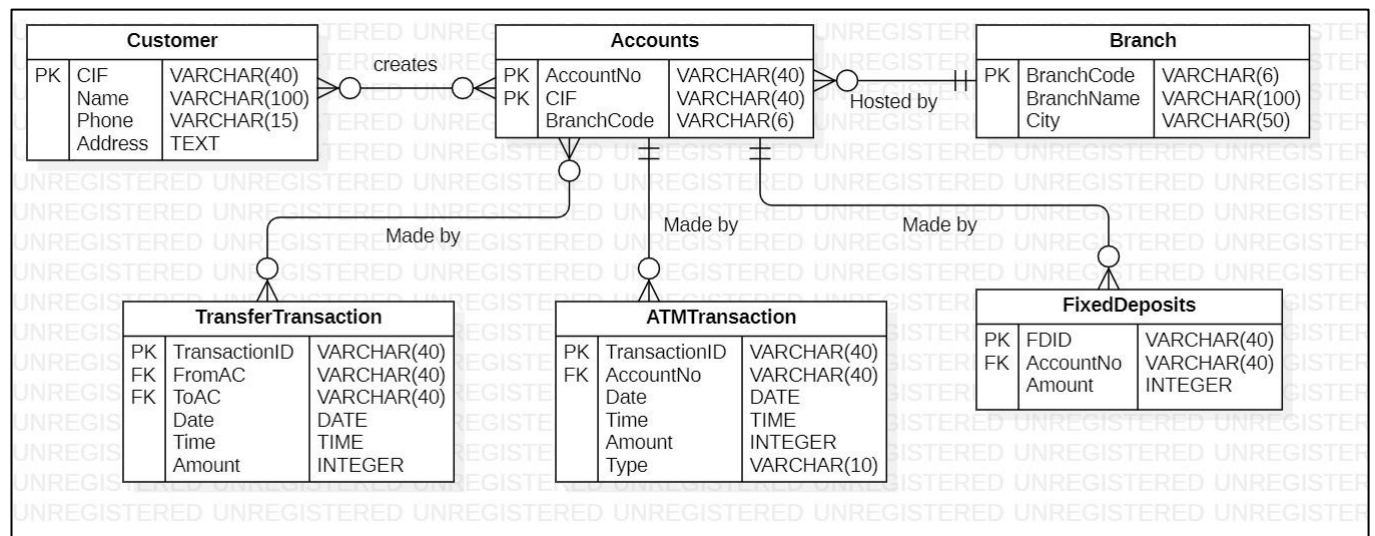 Customer
PK CIF VARCHAR(40)
Name VARCHAR(100)
Phone VARCHAR(15)
Address TEXT
creates
Accounts
PK AccountNo VARCHAR(40)
PK CIF VARCHAR(40)
BranchCode VARCHAR(6)
Hosted by
Branch
PK BranchCode VARCHAR(6)
BranchName VARCHAR(100)
City VARCHAR(50)
Made by
Made by
Made by
TransferTransaction
PK TransactionID VARCHAR(40)
FK FromAC VARCHAR(40)
FK ToAC VARCHAR(40)
Date DATE
Time TIME
Amount INTEGER
ATMTransaction
PK TransactionID VARCHAR(40)
FK AccountNo VARCHAR(40)
Date DATE
Time TIME
Amount INTEGER
Type VARCHAR(10)
FixedDeposits
PK FDID VARCHAR(40)
FK AccountNo VARCHAR(40)
Amount INTEGER
UNREGISTERED UNREGISTERED UNREGISTERED UNREGISTERED UNREGISTERED UNREGISTERED UNREGISTER